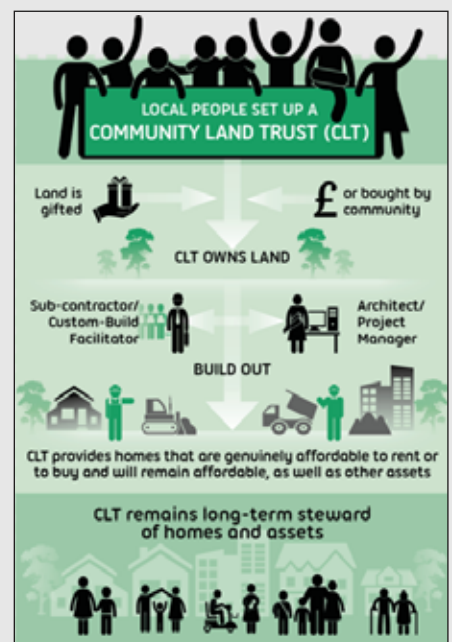 LOCAL PEOPLE SET UP A
COMMUNITY LAND TRUST (CLT)
Land is
gifted
£
or bought by
community
CLT OWNS LAND
Sub-contractor/
Custom-Build
Facilitator
Architect/
Project
Manager
BUILD OUT
CLT provides homes that are genuinely affordable to rent or
to buy and will remain affordable, as well as other assets
CLT remains long-term steward
of homes and assets